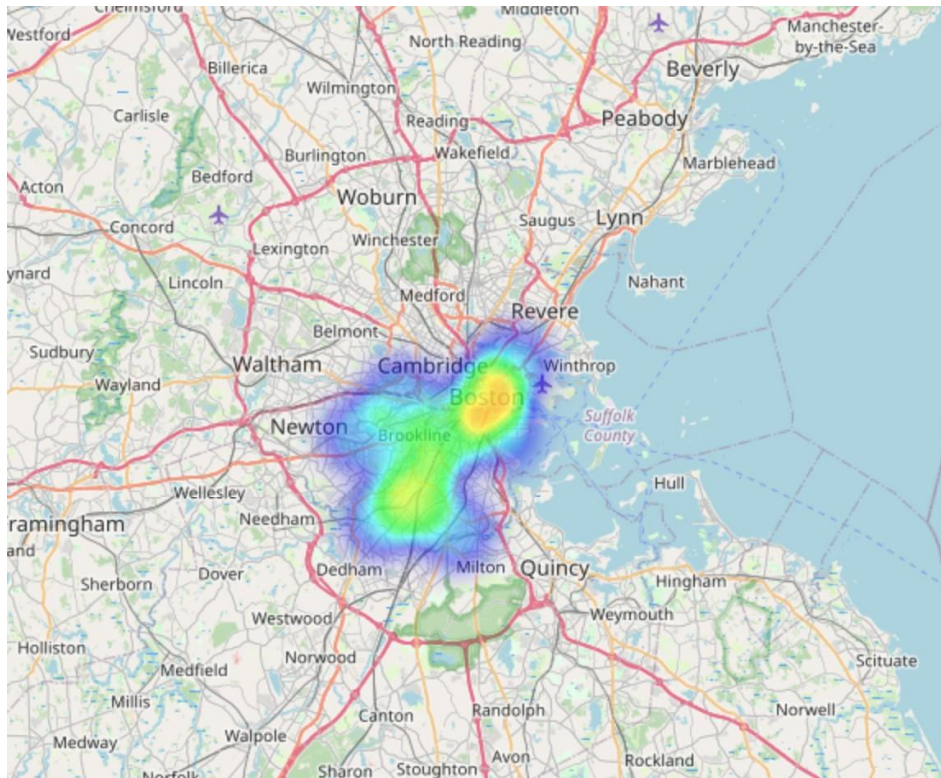 Chelmsford
Middleton
Westford
North Reading
Manchester-
by-the-Sea
Billerica
Beverly
Wilmington
Carlisle
Reading
Peabody
Burlington
Wakefield
Marblehead
Acton
Bedford
Woburn
Lynn
Saugus
Concord
Winchester
Lexington
ynard
Lincoln
Nahant
Medford
Revere
Belmont
Sudbury
Waltham
Cambridge
Winthrop
Wayland
Boston
Suffolk
County
Newton
Brookline
Hull
Wellesley
ramingham
Needham
and
Dover
Dedham
Milton
Quincy
Sherborn
Hingham
Westwood
Weymouth
Holliston
Norwood
Scituate
Medfield
Millis
Canton
Randolph
Norwell
Medway
Walpole
Avon
Rockland
Norfolk
Sharon
Stoughton